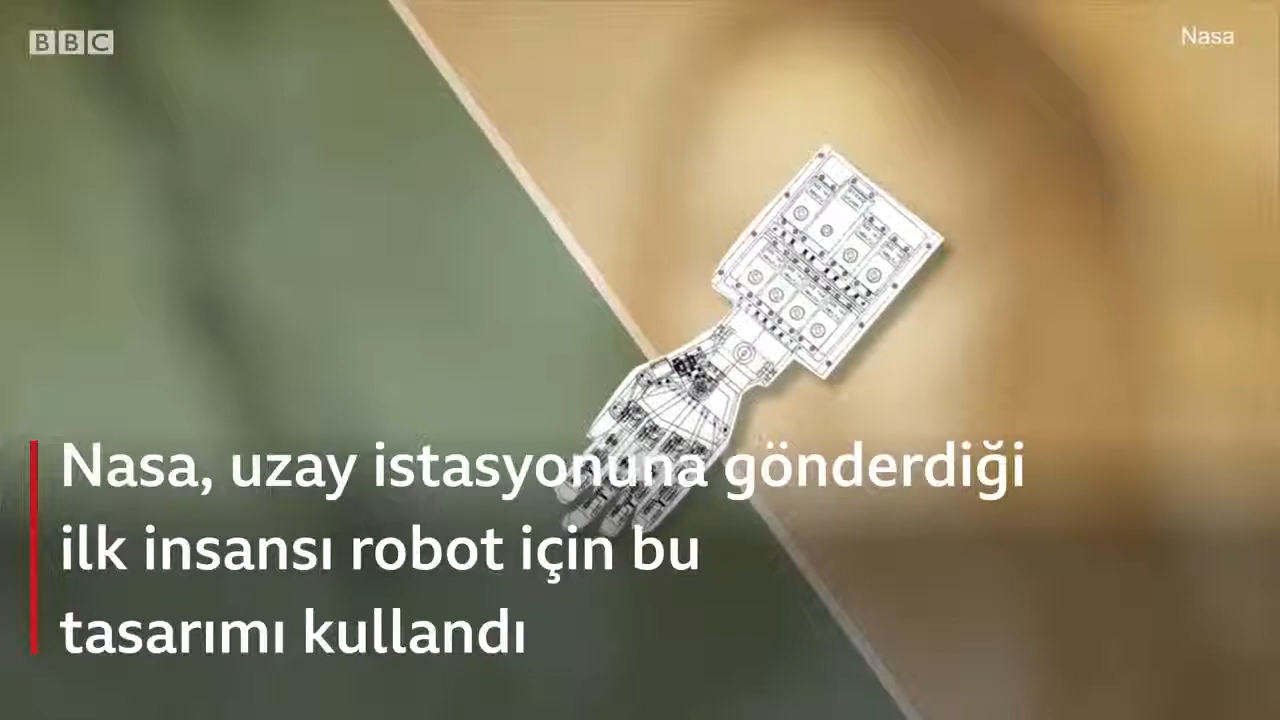 BBC
Nasa
Nasa, uzay istasyonuna gönderdiği
ilk insansı robot için bu
tasarımı kullandı